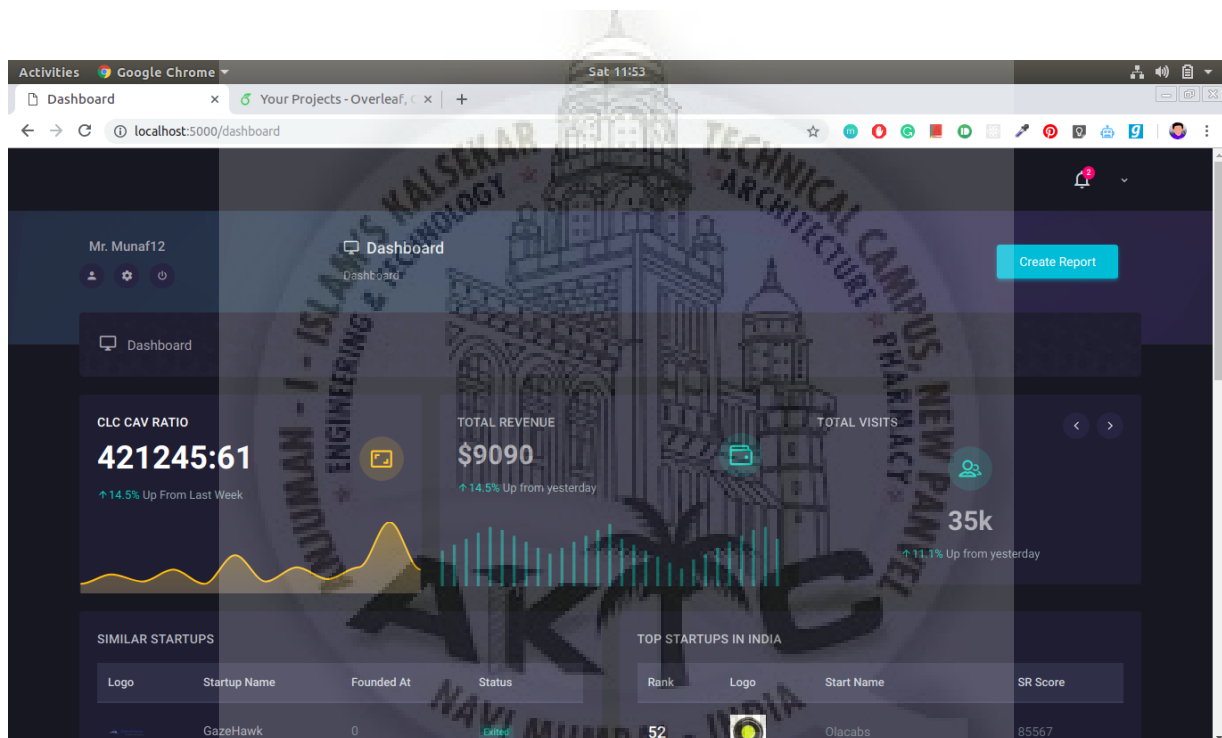 Activities Google Chrome Sat 11:53
Dashboard × Your Projects - Overleaf, × +
localhost:5000/dashboard
2
Mr. Munaf12
Dashboard
Dashboard
Create Report
Dashboard
CLC CAV RATIO
421245:61
↑14.5% Up From Last Week
TOTAL REVENUE
$9090
↑14.5% Up from yesterday
TOTAL VISITS
35k
↑11.1% Up from yesterday
SIMILAR STARTUPS
Logo Startup Name Founded At Status
GazeHawk 0 Exited
TOP STARTUPS IN INDIA
Rank Logo Start Name SR Score
52 Olacabs 85567
ANJUMAN - I - ISLAM'S KALSEKAR TECHNICAL CAMPUS, NEW PANVEL
ENGINEERING & TECHNOLOGY * ARCHITECTURE * PHARMACY *
AKTC
NAVI MUMBAI - INDIA